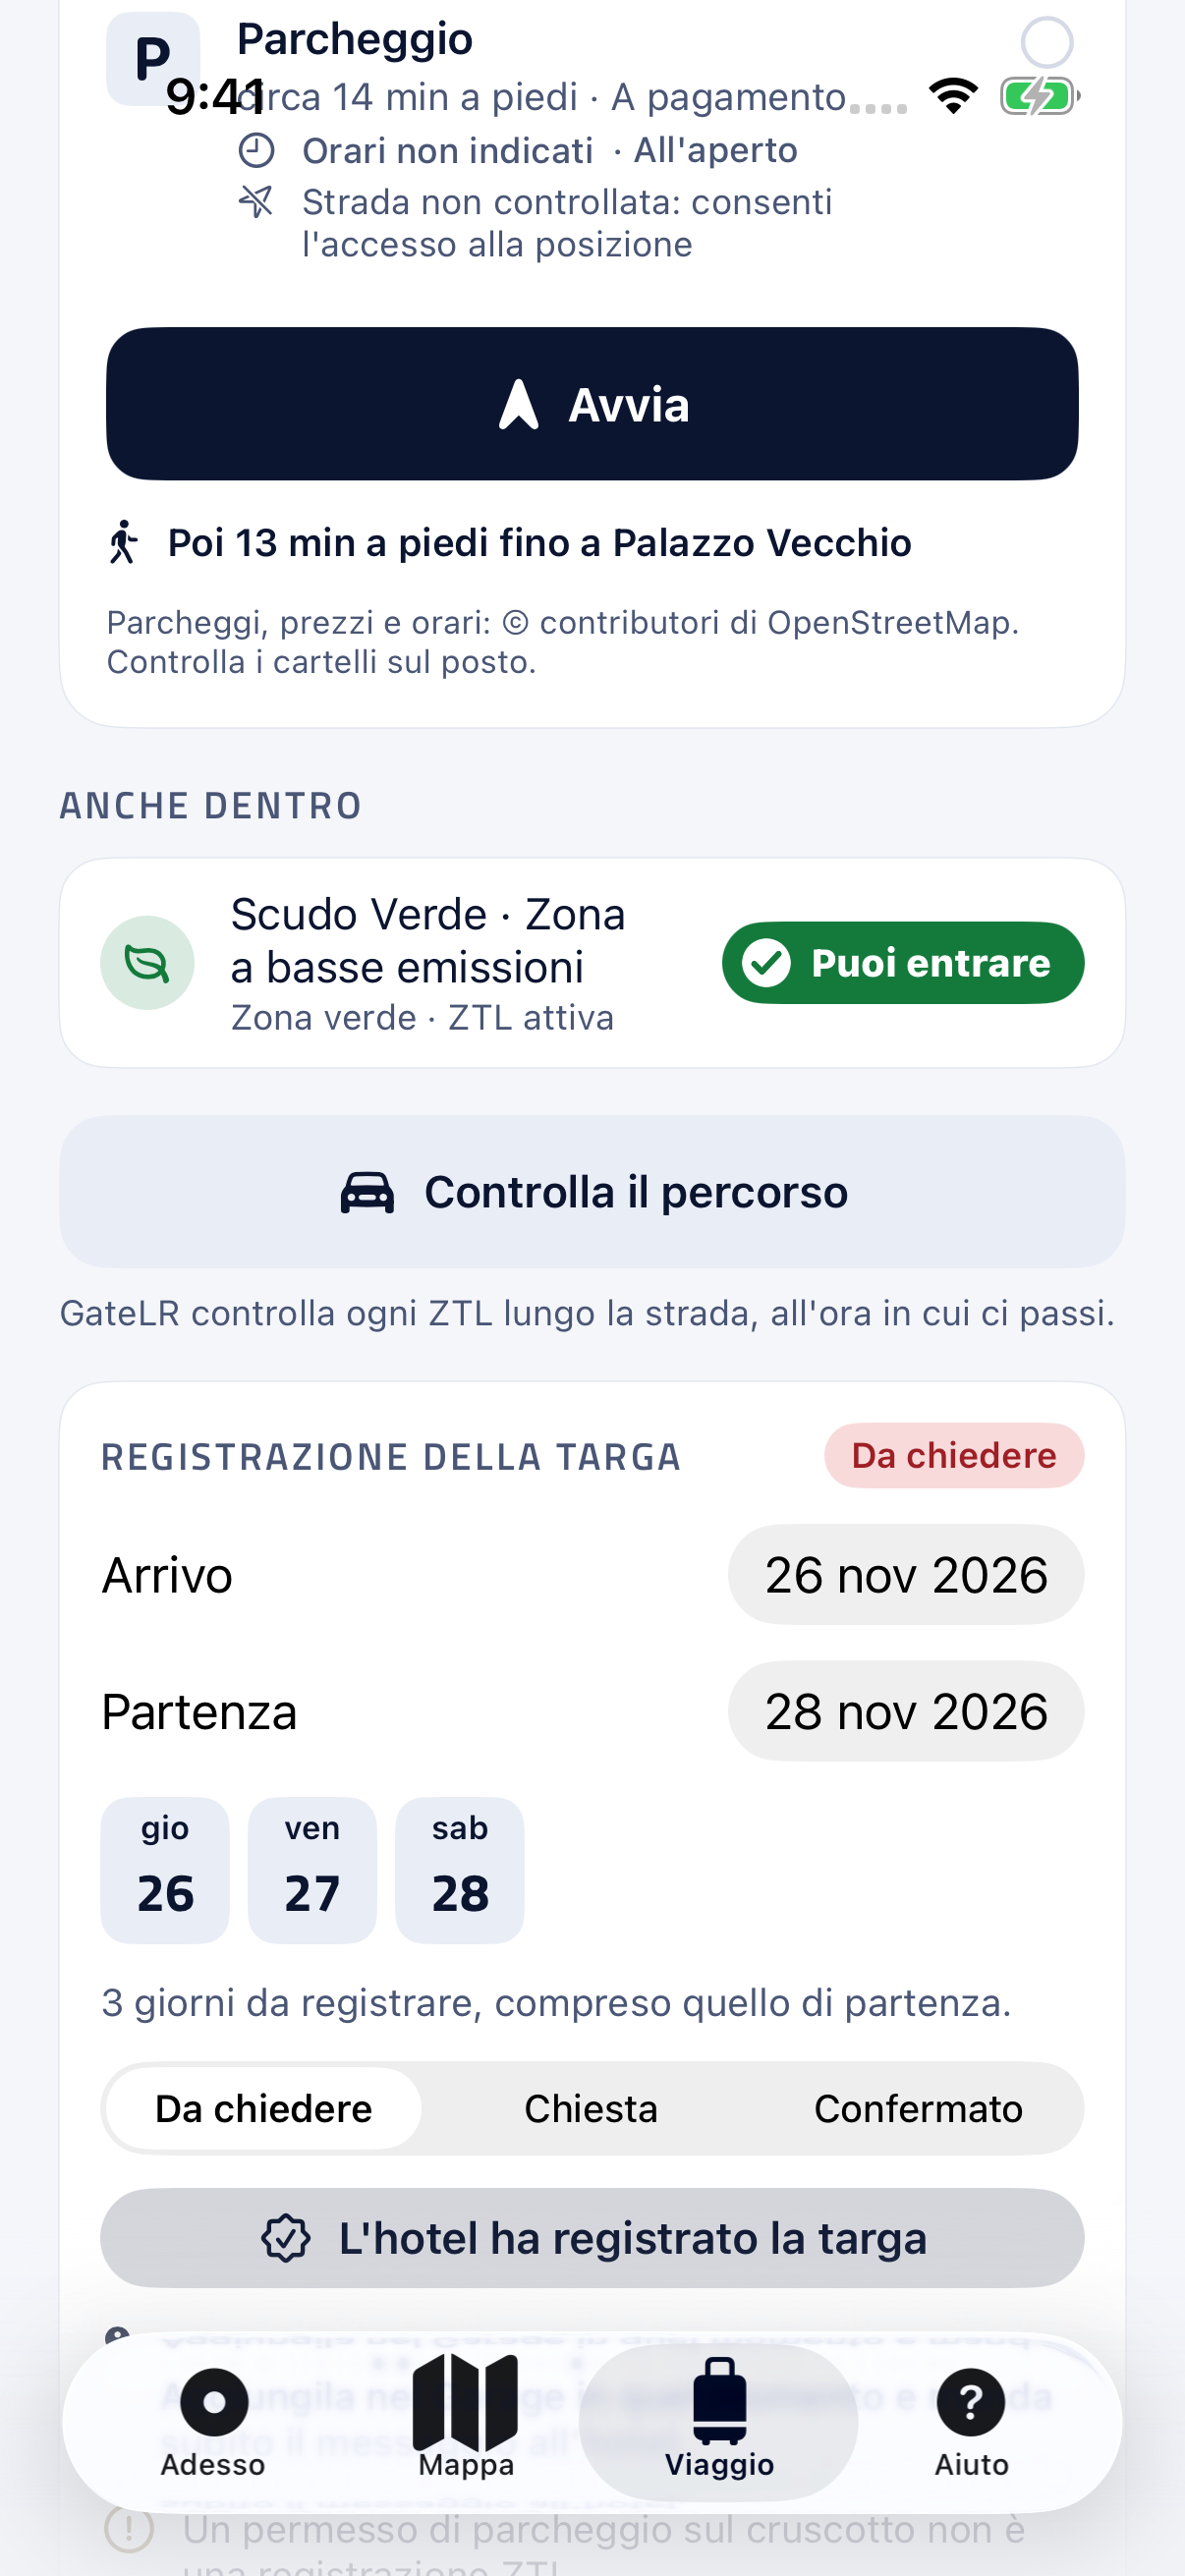 P
Parcheggio
9:41
circa 14 min a piedi · A pagamento
Orari non indicati · All'aperto
Strada non controllata: consenti
l'accesso alla posizione
Avvia
Poi 13 min a piedi fino a Palazzo Vecchio
Parcheggi, prezzi e orari: © contributori di OpenStreetMap.
Controlla i cartelli sul posto.
ANCHE DENTRO
Scudo Verde · Zona
a basse emissioni
Zona verde · ZTL attiva
Puoi entrare
Controlla il percorso
GateLR controlla ogni ZTL lungo la strada, all'ora in cui ci passi.
REGISTRAZIONE DELLA TARGA
Da chiedere
Arrivo
26 nov 2026
Partenza
28 nov 2026
gio ven sab
26 27 28
3 giorni da registrare, compreso quello di partenza.
Da chiedere Chiesta Confermato
L'hotel ha registrato la targa
Adesso Mappa Viaggio Aiuto
Un permesso di parcheggio sul cruscotto non è
una registrazione ZTL